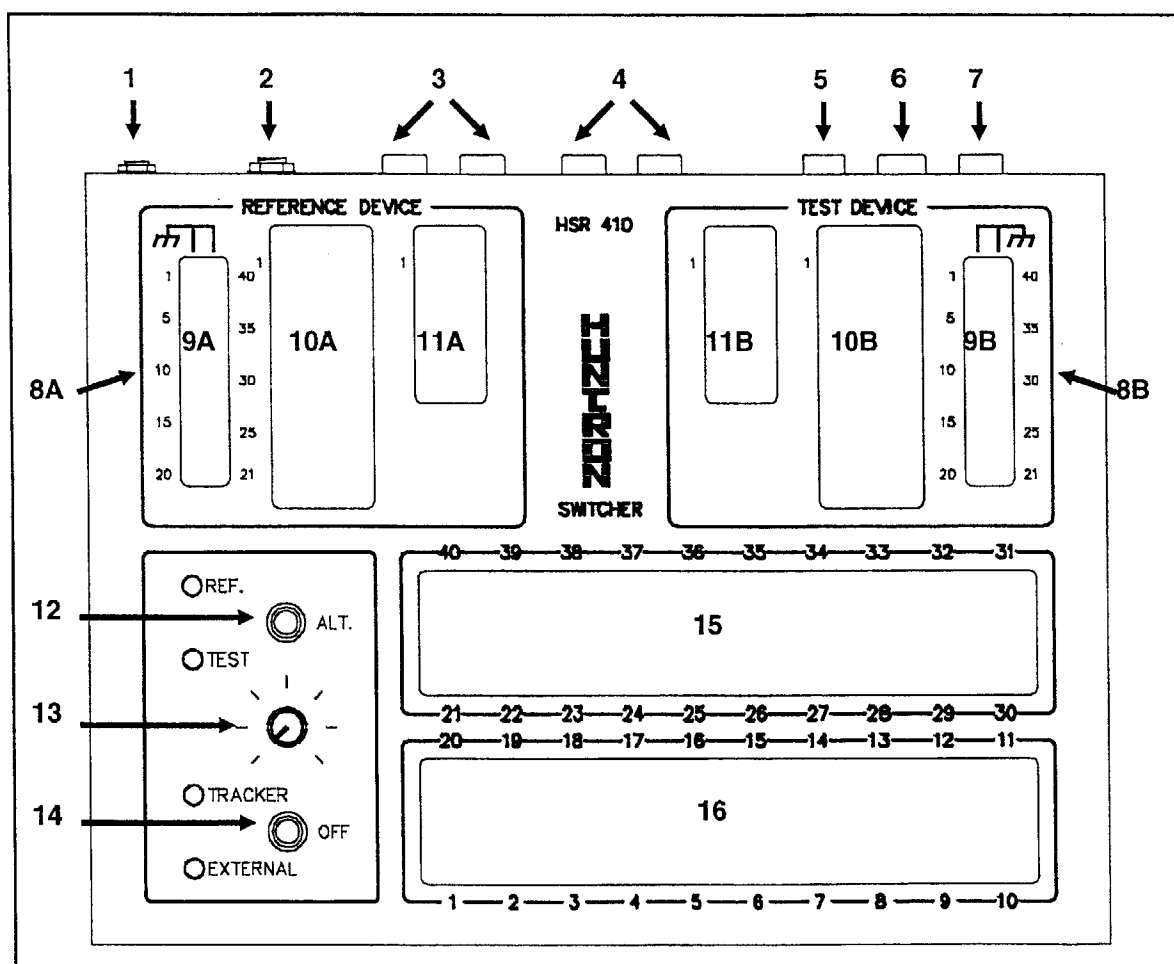 1 2 3 4 5 6 7
REFERENCE DEVICE
HSR 410
TEST DEVICE
1 40 1 1
5 35
10 30
15 25
20 21
9A 10A 11A
8A
HUNTRON
SWITCHER
1 1 1 40
5 35
10 30
15 25
20 21
11B 10B 9B
8B
REF.
12 ALT.
TEST
13
TRACKER
14 OFF
EXTERNAL
40 39 38 37 36 35 34 33 32 31
15
21 22 23 24 25 26 27 28 29 30
20 19 18 17 16 15 14 13 12 11
16
1 2 3 4 5 6 7 8 9 10